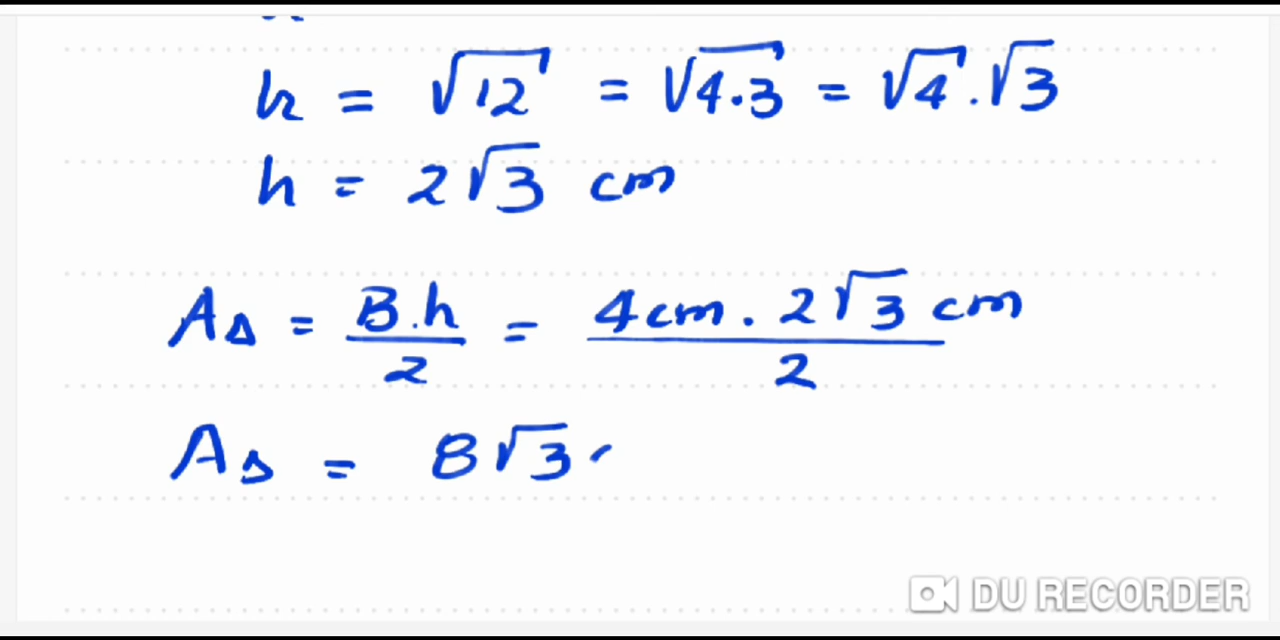 h = √12 = √4.3 = √4 . √3
h = 2√3 cm
A△ = B.h/2 = 4cm . 2√3 cm/2
A△ = 8√3
DU RECORDER